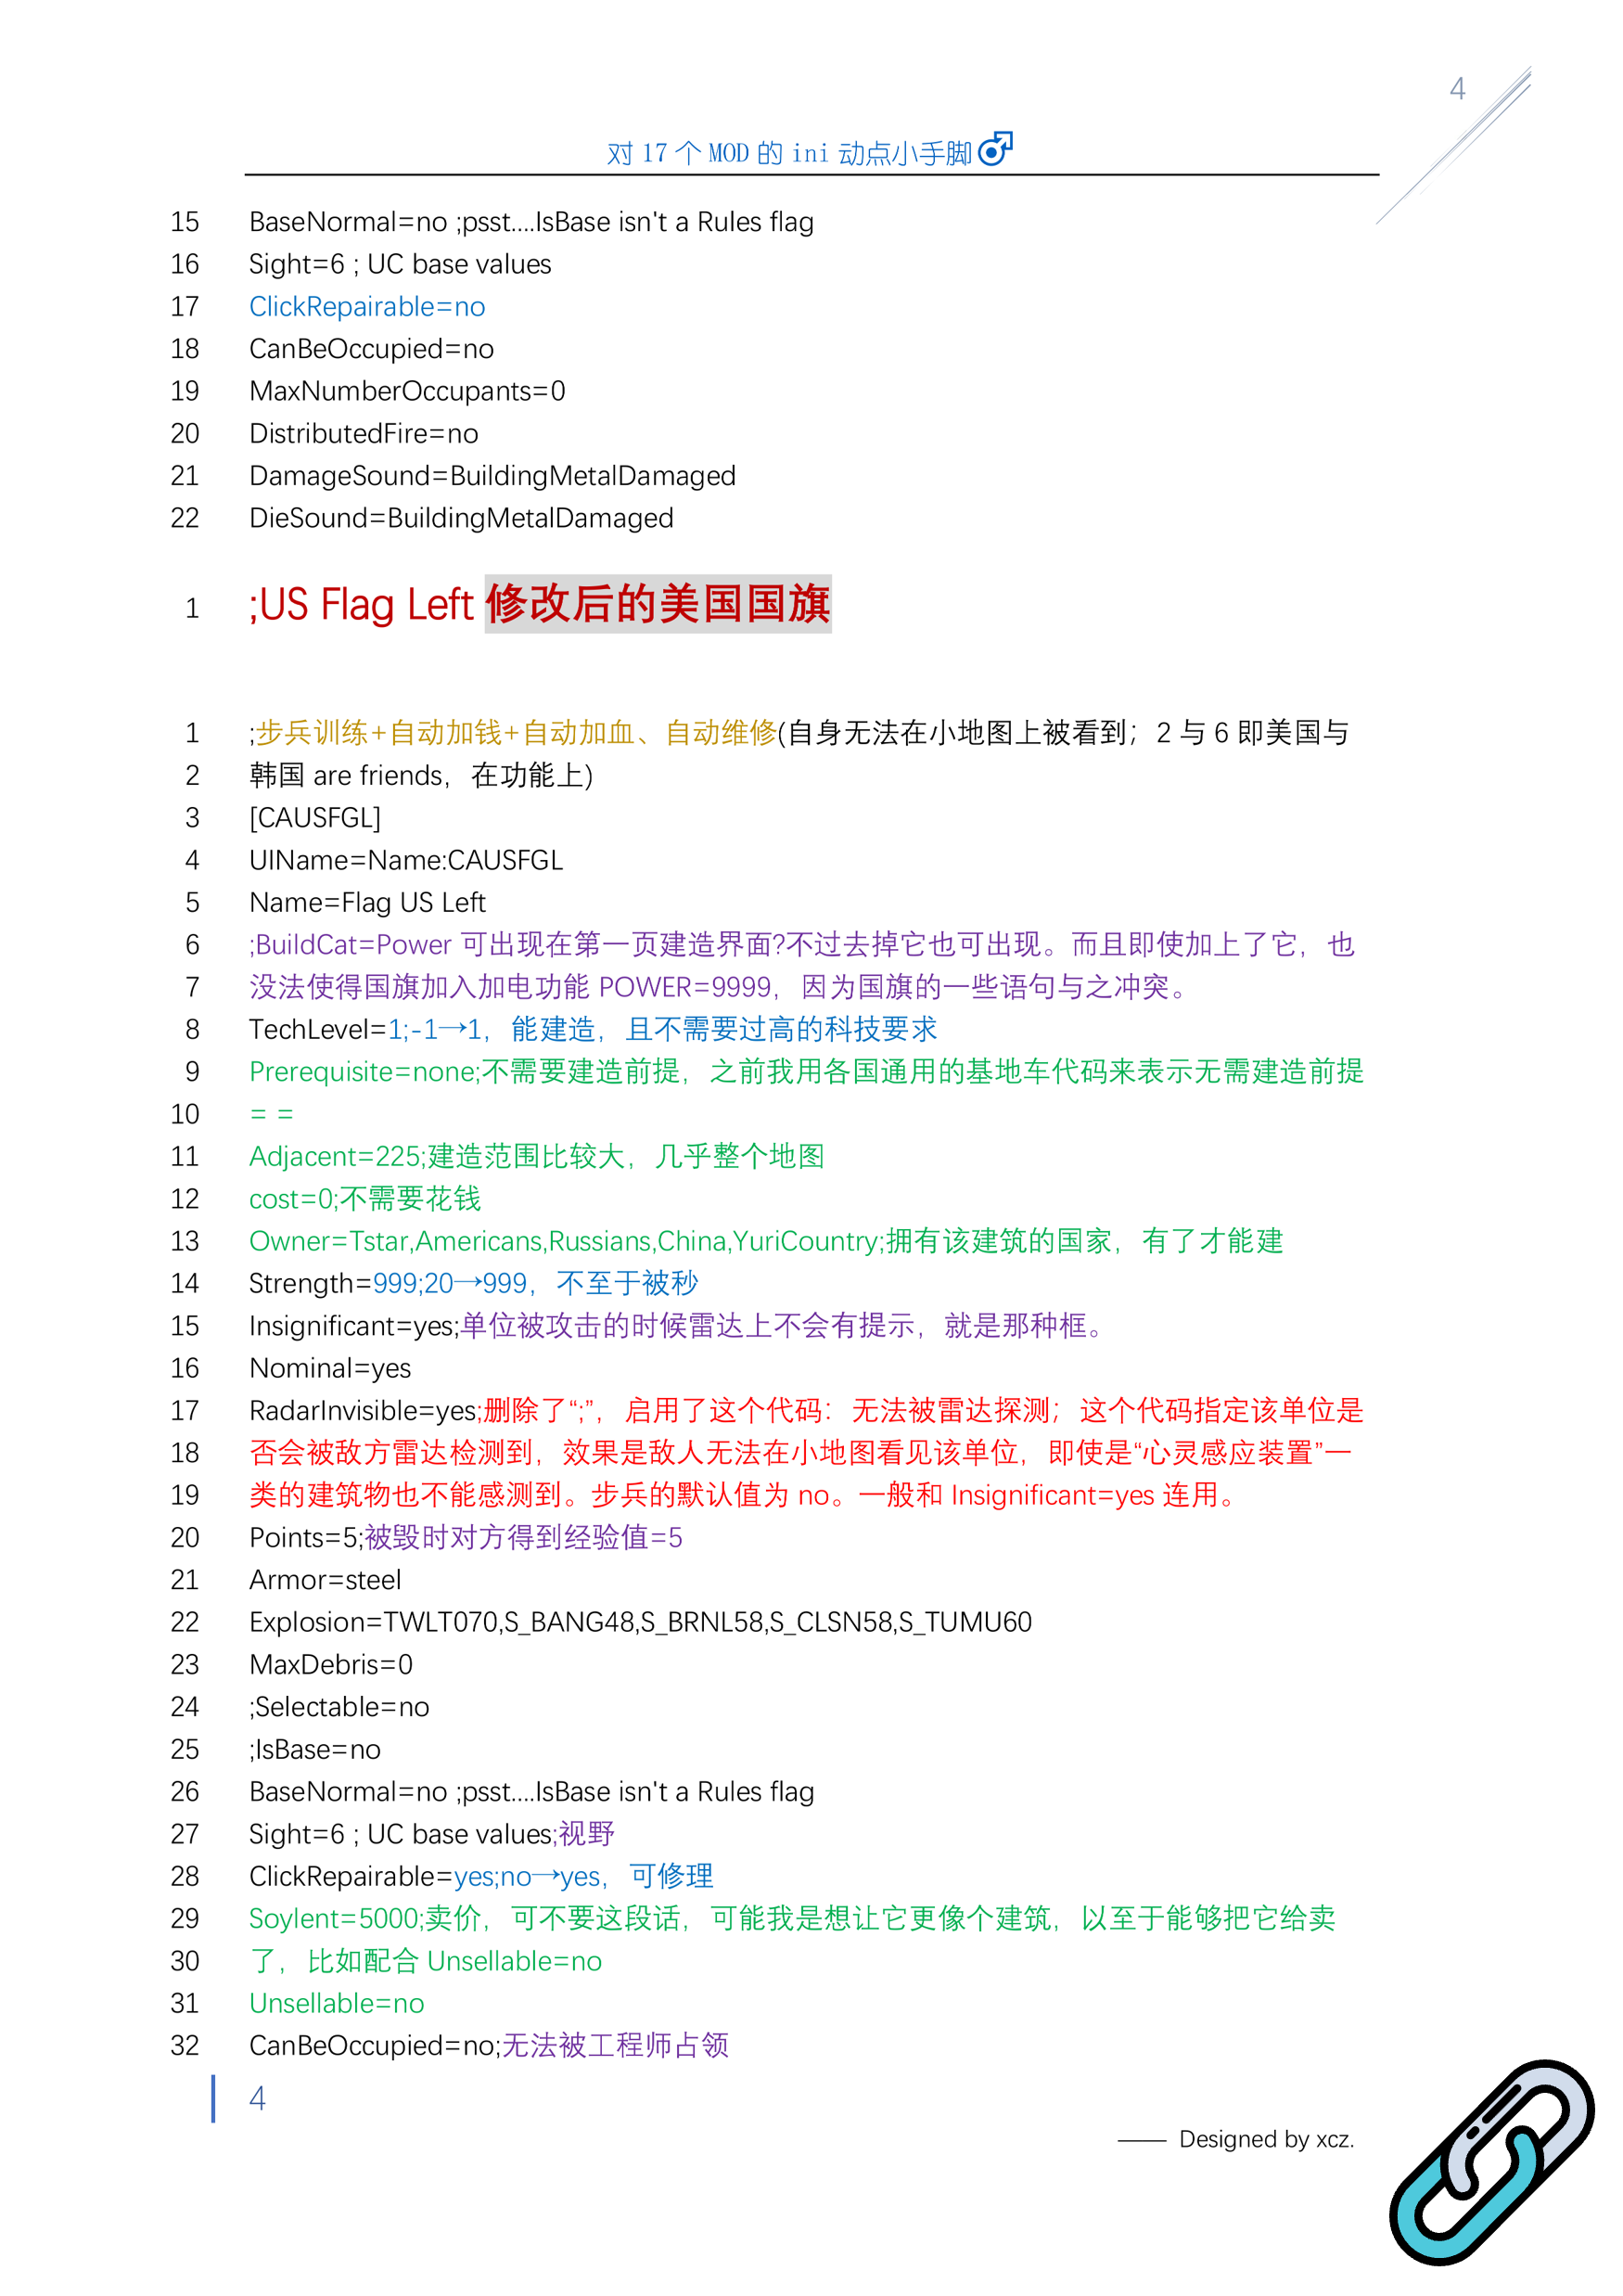 4
对 17 个 MOD 的 ini 动点小手脚
15 BaseNormal=no ;psst....IsBase isn't a Rules flag
16 Sight=6 ; UC base values
17 ClickRepairable=no
18 CanBeOccupied=no
19 MaxNumberOccupants=0
20 DistributedFire=no
21 DamageSound=BuildingMetalDamaged
22 DieSound=BuildingMetalDamaged
1 ;US Flag Left 修改后的美国国旗
1 ;步兵训练+自动加钱+自动加血、自动维修(自身无法在小地图上被看到；2 与 6 即美国与
2 韩国 are friends，在功能上)
3 [CAUSFGL]
4 UIName=Name:CAUSFGL
5 Name=Flag US Left
6 ;BuildCat=Power 可出现在第一页建造界面?不过去掉它也可出现。而且即使加上了它，也
7 没法使得国旗加入加电功能 POWER=9999，因为国旗的一些语句与之冲突。
8 TechLevel=1;-1→1，能建造，且不需要过高的科技要求
9 Prerequisite=none;不需要建造前提，之前我用各国通用的基地车代码来表示无需建造前提
10 = =
11 Adjacent=225;建造范围比较大，几乎整个地图
12 cost=0;不需要花钱
13 Owner=Tstar,Americans,Russians,China,YuriCountry;拥有该建筑的国家，有了才能建
14 Strength=999;20→999，不至于被秒
15 Insignificant=yes;单位被攻击的时候雷达上不会有提示，就是那种框。
16 Nominal=yes
17 RadarInvisible=yes;删除了“;”，启用了这个代码：无法被雷达探测；这个代码指定该单位是
18 否会被敌方雷达检测到，效果是敌人无法在小地图看见该单位，即使是“心灵感应装置”一
19 类的建筑物也不能感测到。步兵的默认值为 no。一般和 Insignificant=yes 连用。
20 Points=5;被毁时对方得到经验值=5
21 Armor=steel
22 Explosion=TWLT070,S_BANG48,S_BRNL58,S_CLSN58,S_TUMU60
23 MaxDebris=0
24 ;Selectable=no
25 ;IsBase=no
26 BaseNormal=no ;psst....IsBase isn't a Rules flag
27 Sight=6 ; UC base values;视野
28 ClickRepairable=yes;no→yes，可修理
29 Soylent=5000;卖价，可不要这段话，可能我是想让它更像个建筑，以至于能够把它给卖
30 了，比如配合 Unsellable=no
31 Unsellable=no
32 CanBeOccupied=no;无法被工程师占领
4
—— Designed by xcz.